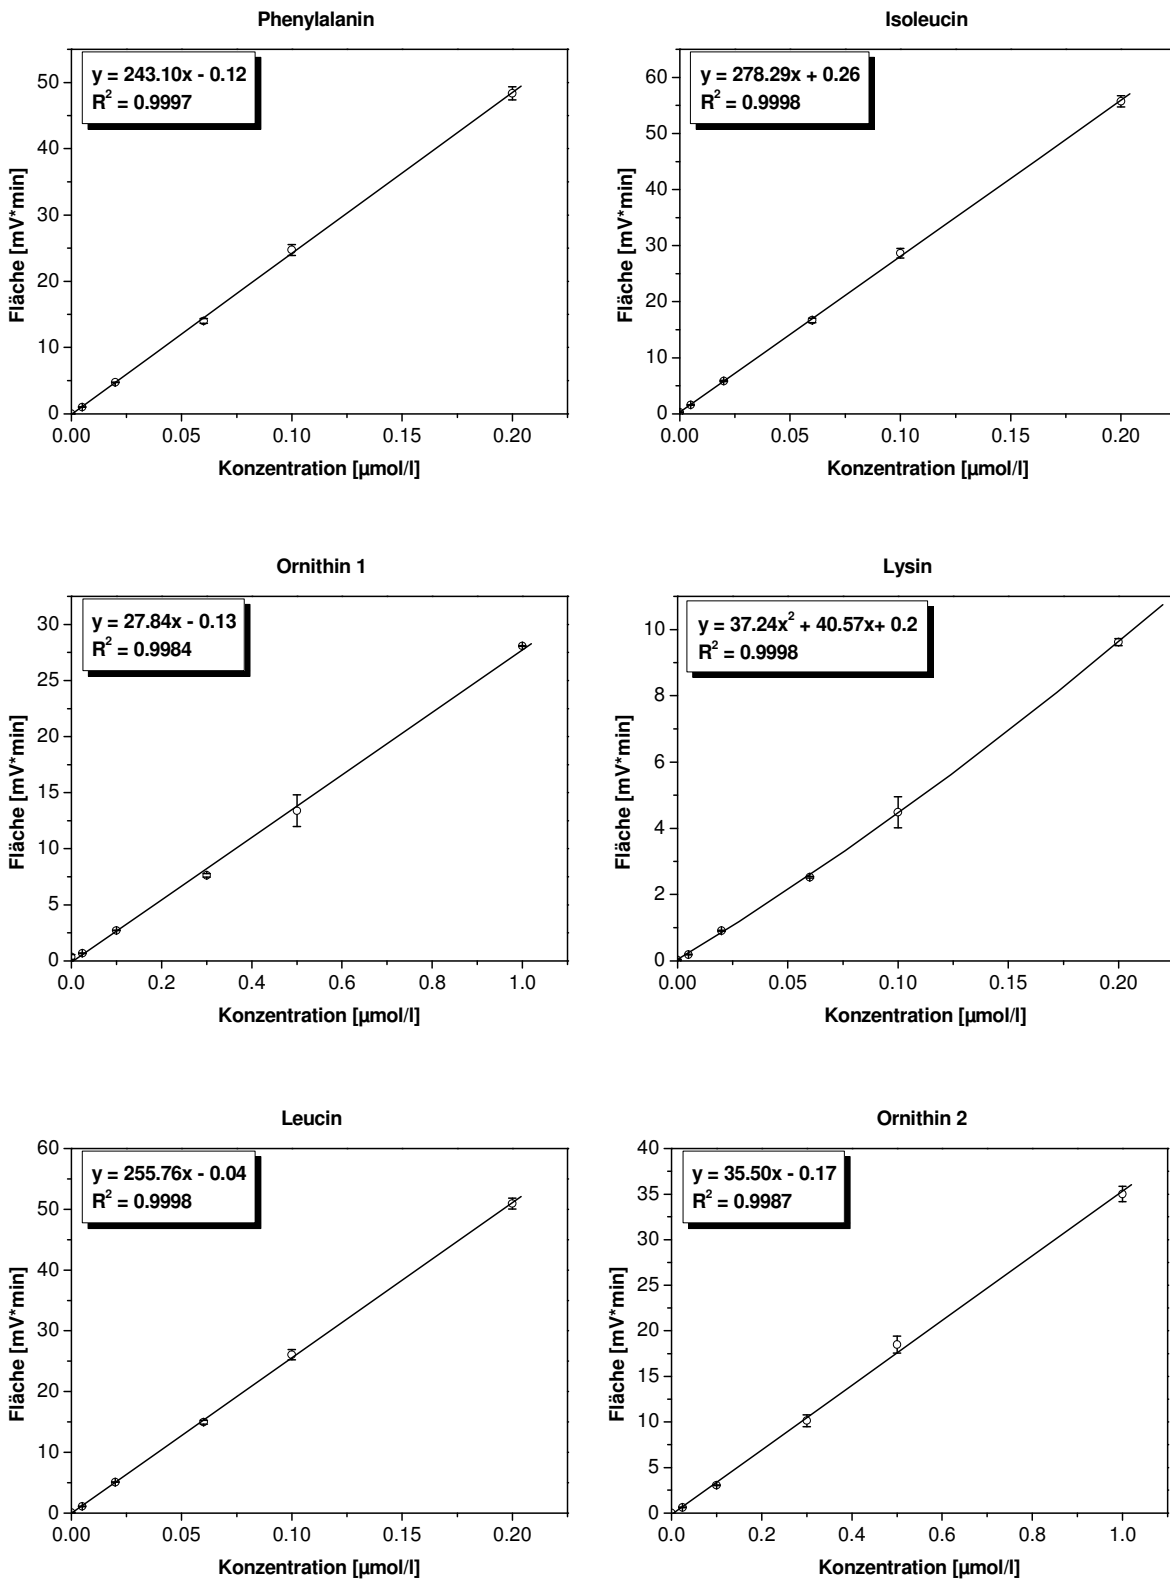 Phenylalanin
y = 243.10x - 0.12
R² = 0.9997
50
40
30
20
10
0
0.00 0.05 0.10 0.15 0.20
Fläche [mV*min]
Konzentration [µmol/l]
Isoleucin
y = 278.29x + 0.26
R² = 0.9998
60
50
40
30
20
10
0
0.00 0.05 0.10 0.15 0.20
Fläche [mV*min]
Konzentration [µmol/l]
Ornithin 1
y = 27.84x - 0.13
R² = 0.9984
30
25
20
15
10
5
0
0.0 0.2 0.4 0.6 0.8 1.0
Fläche [mV*min]
Konzentration [µmol/l]
Lysin
y = 37.24x² + 40.57x+ 0.2
R² = 0.9998
10
8
6
4
2
0
0.00 0.05 0.10 0.15 0.20
Fläche [mV*min]
Konzentration [µmol/l]
Leucin
y = 255.76x - 0.04
R² = 0.9998
60
50
40
30
20
10
0
0.00 0.05 0.10 0.15 0.20
Fläche [mV*min]
Konzentration [µmol/l]
Ornithin 2
y = 35.50x - 0.17
R² = 0.9987
40
35
30
25
20
15
10
5
0
0.0 0.2 0.4 0.6 0.8 1.0
Fläche [mV*min]
Konzentration [µmol/l]